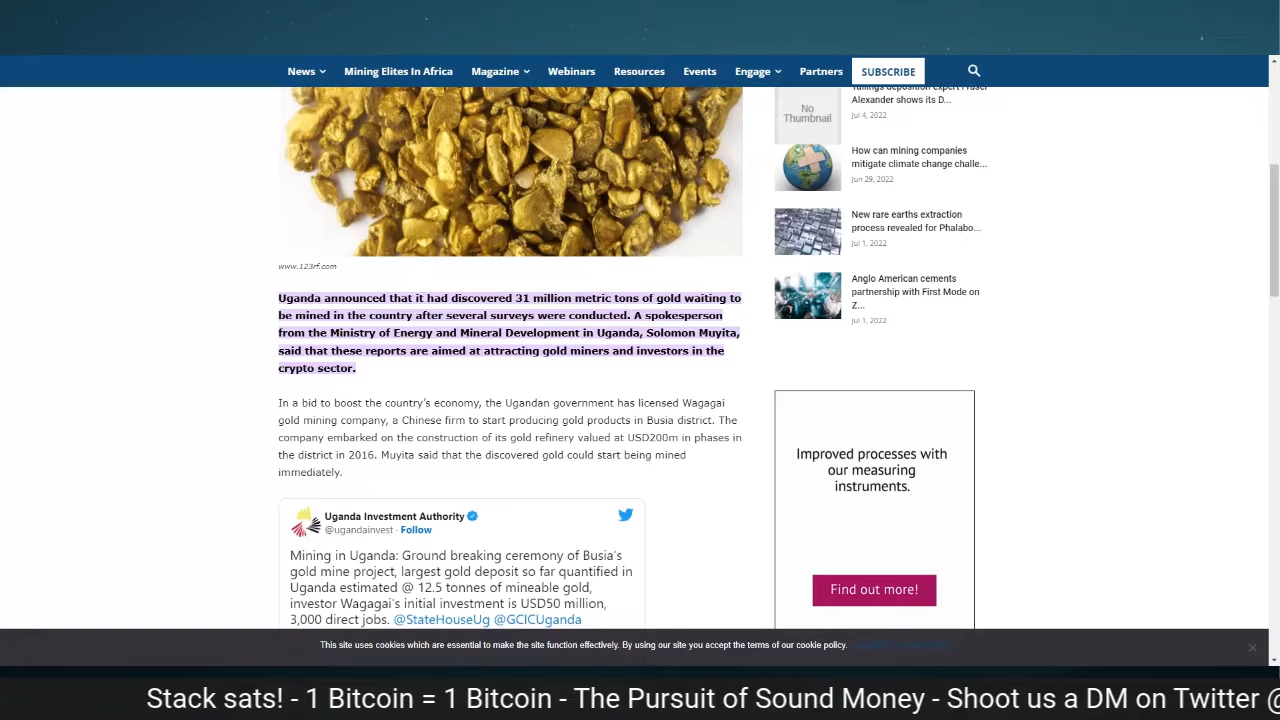 News Mining Elites In Africa Magazine Webinars Resources Events Engage Partners SUBSCRIBE
Tailings deposition expert Fraser
Alexander shows its D...
Jul 4, 2022
No
Thumbnail
How can mining companies
mitigate climate change challe...
Jun 29, 2022
New rare earths extraction
process revealed for Phalabo...
Jul 1, 2022
Anglo American cements
partnership with First Mode on
Z...
Jul 1, 2022
www.123rf.com
Uganda announced that it had discovered 31 million metric tons of gold waiting to
be mined in the country after several surveys were conducted. A spokesperson
from the Ministry of Energy and Mineral Development in Uganda, Solomon Muyita,
said that these reports are aimed at attracting gold miners and investors in the
crypto sector.
In a bid to boost the country's economy, the Ugandan government has licensed Wagagai
gold mining company, a Chinese firm to start producing gold products in Busia district. The
company embarked on the construction of its gold refinery valued at USD200m in phases in
the district in 2016. Muyita said that the discovered gold could start being mined
immediately.
Uganda Investment Authority
@ugandainvest · Follow
Mining in Uganda: Ground breaking ceremony of Busia's
gold mine project, largest gold deposit so far quantified in
Uganda estimated @ 12.5 tonnes of mineable gold,
investor Wagagai's initial investment is USD50 million,
3,000 direct jobs. @StateHouseUg @GCICUganda
Improved processes with
our measuring
instruments.
Find out more!
This site uses cookies which are essential to make the site function effectively. By using our site you accept the terms of our cookie policy.
Stack sats! - 1 Bitcoin = 1 Bitcoin - The Pursuit of Sound Money - Shoot us a DM on Twitter @